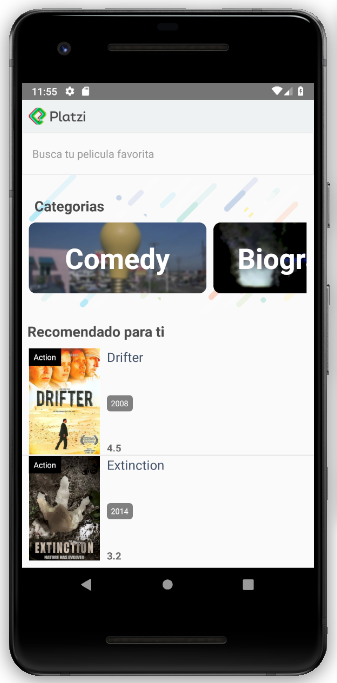 11:55
Platzi
Busca tu pelicula favorita
Categorias
Comedy
Biogr
Recomendado para ti
Action
Drifter
DRIFTER
2008
4.5
Action
Extinction
2014
EXTINCTION
3.2